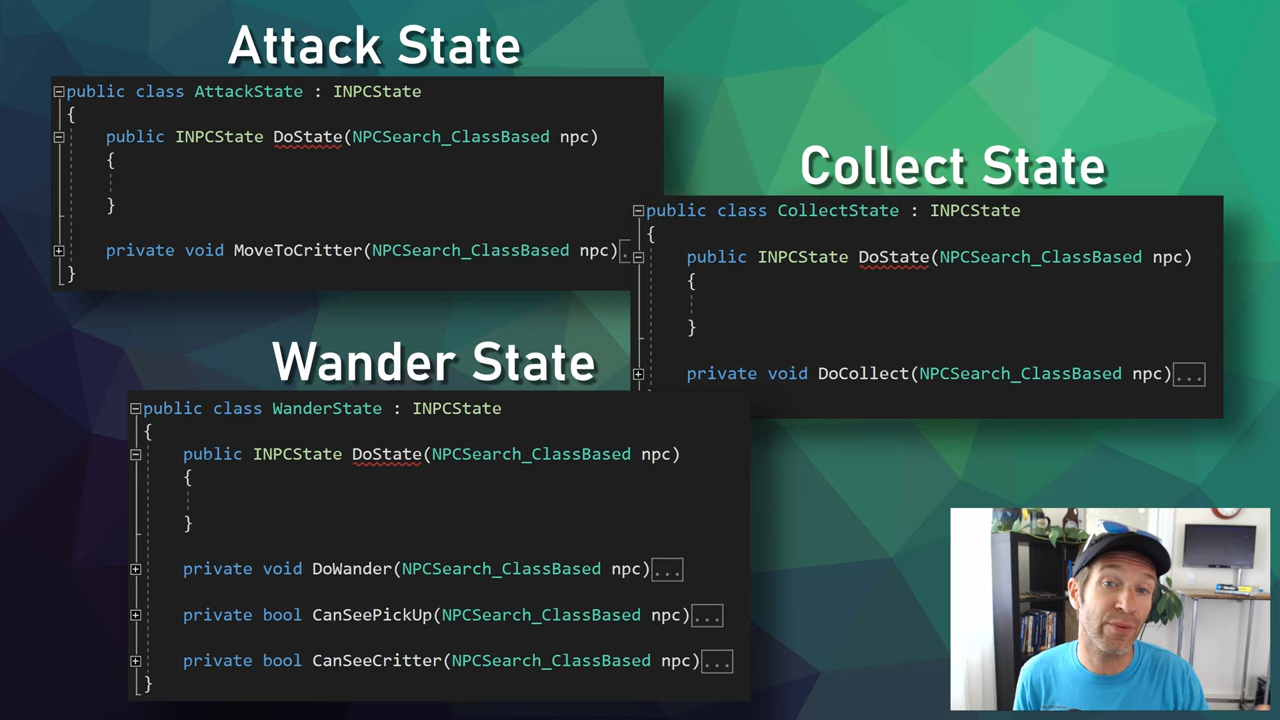 Attack State
public class AttackState : INPCState
{
public INPCState DoState(NPCSearch_ClassBased npc)
{
}
private void MoveToCritter(NPCSearch_ClassBased npc)
}
Collect State
public class CollectState : INPCState
{
public INPCState DoState(NPCSearch_ClassBased npc)
{
}
private void DoCollect(NPCSearch_ClassBased npc)...
Wander State
public class WanderState : INPCState
{
public INPCState DoState(NPCSearch_ClassBased npc)
{
}
private void DoWander(NPCSearch_ClassBased npc)...
private bool CanSeePickUp(NPCSearch_ClassBased npc)...
private bool CanSeeCritter(NPCSearch_ClassBased npc)...
}